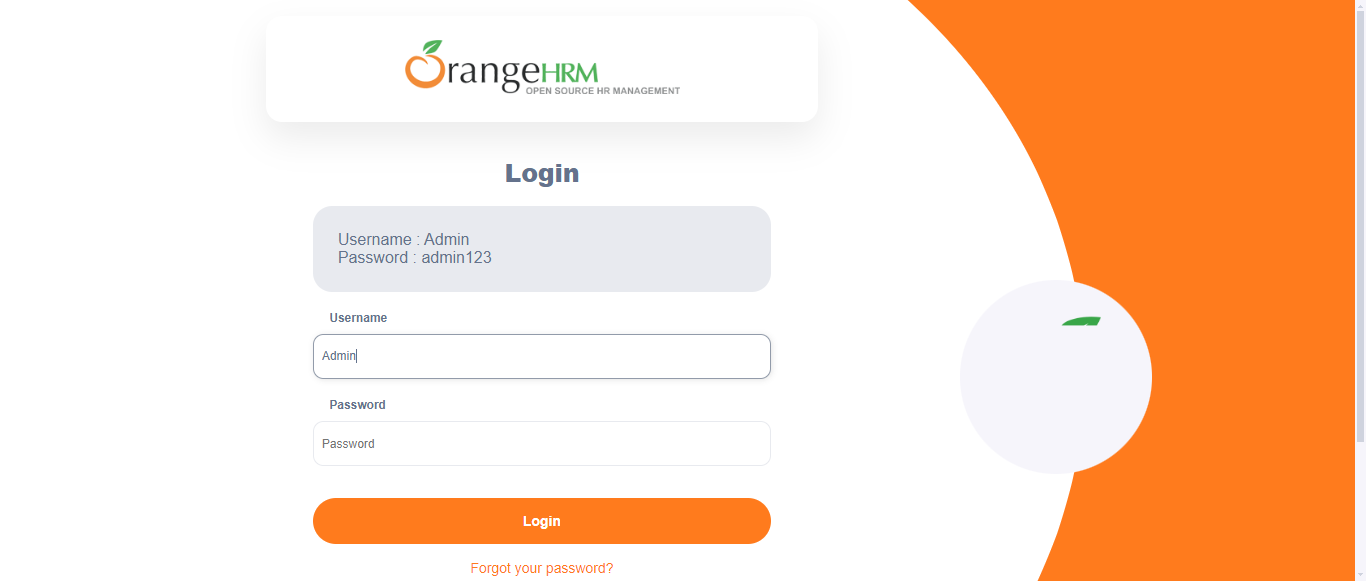 OrangeHRM
OPEN SOURCE HR MANAGEMENT
Login
Username : Admin
Password : admin123
Username
Admin
Password
Password
Login
Forgot your password?